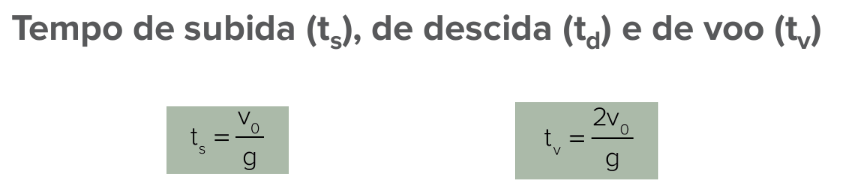 Tempo de subida (tₛ), de descida (t_d) e de voo (tᵥ)
tₛ = v₀/g
tᵥ = 2v₀/g